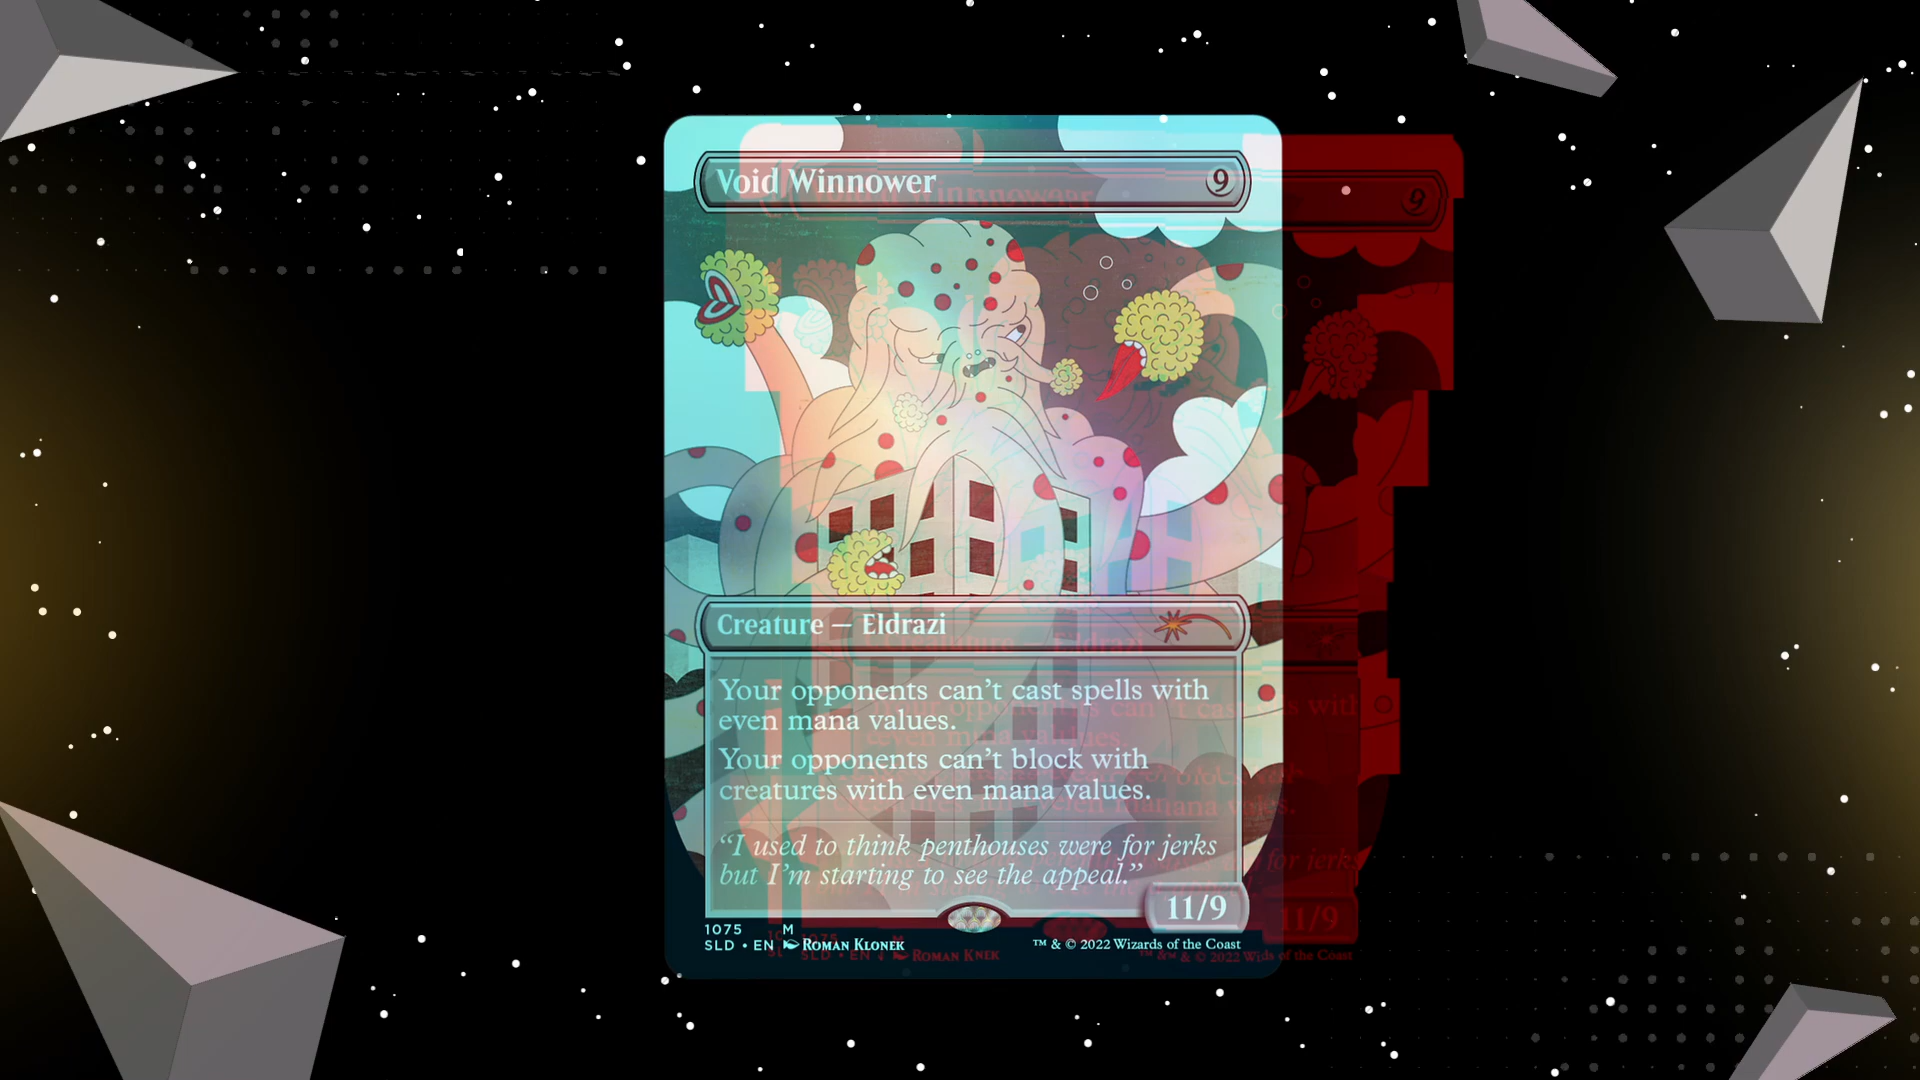 Void Winnower
9
Creature — Eldrazi
Your opponents can’t cast spells with
even mana values.
Your opponents can’t block with
creatures with even mana values.
“I used to think penthouses were for jerks
but I’m starting to see the appeal.”
11/9
1075 M
SLD • EN Roman Klonek
™ & © 2022 Wizards of the Coast